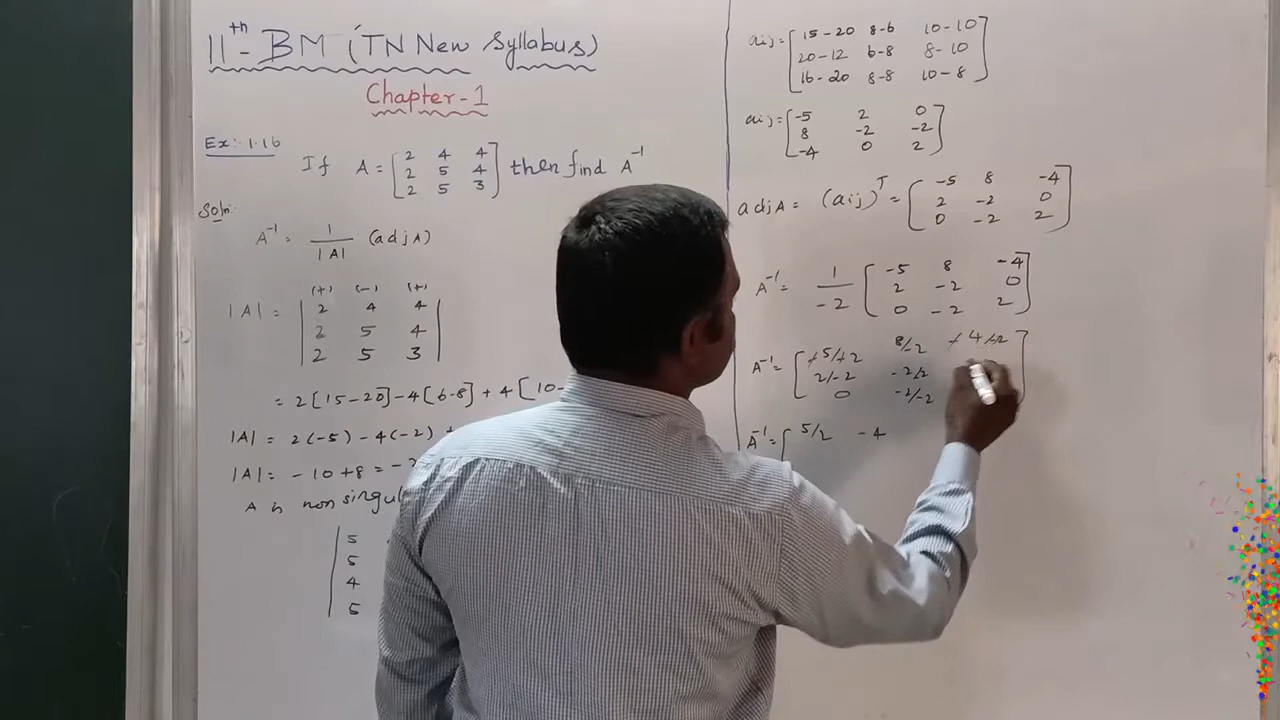 11th - BM (TN New Syllabus)
Chapter - 1
Ex: 1.16
If A = [ 2 4 4
2 5 4
2 5 3 ] then find A⁻¹
Soln:
A⁻¹ = 1/|A| (adj A)
(+) (-) (+)
|A| = | 2 4 4
2 5 4
2 5 3 |
= 2[15-20] -4[6-8] + 4[10-
|A| = 2(-5) - 4(-2) +
|A| = -10 +8 = -2
A is non singul
5
5
4
5
aij = [ 15-20 8-6 10-10
20-12 6-8 8-10
16-20 8-8 10-8 ]
aij = [ -5 2 0
8 -2 -2
-4 0 2 ]
adj A = (aij)ᵀ = [ -5 8 -4
2 -2 0
0 -2 2 ]
A⁻¹ = 1/-2 [ -5 8 -4
2 -2 0
0 -2 2 ]
A⁻¹ = [ -5/-2 8/-2 -4/-2
2/-2 -2/2
0 -2/-2
A⁻¹ = [ 5/2 -4